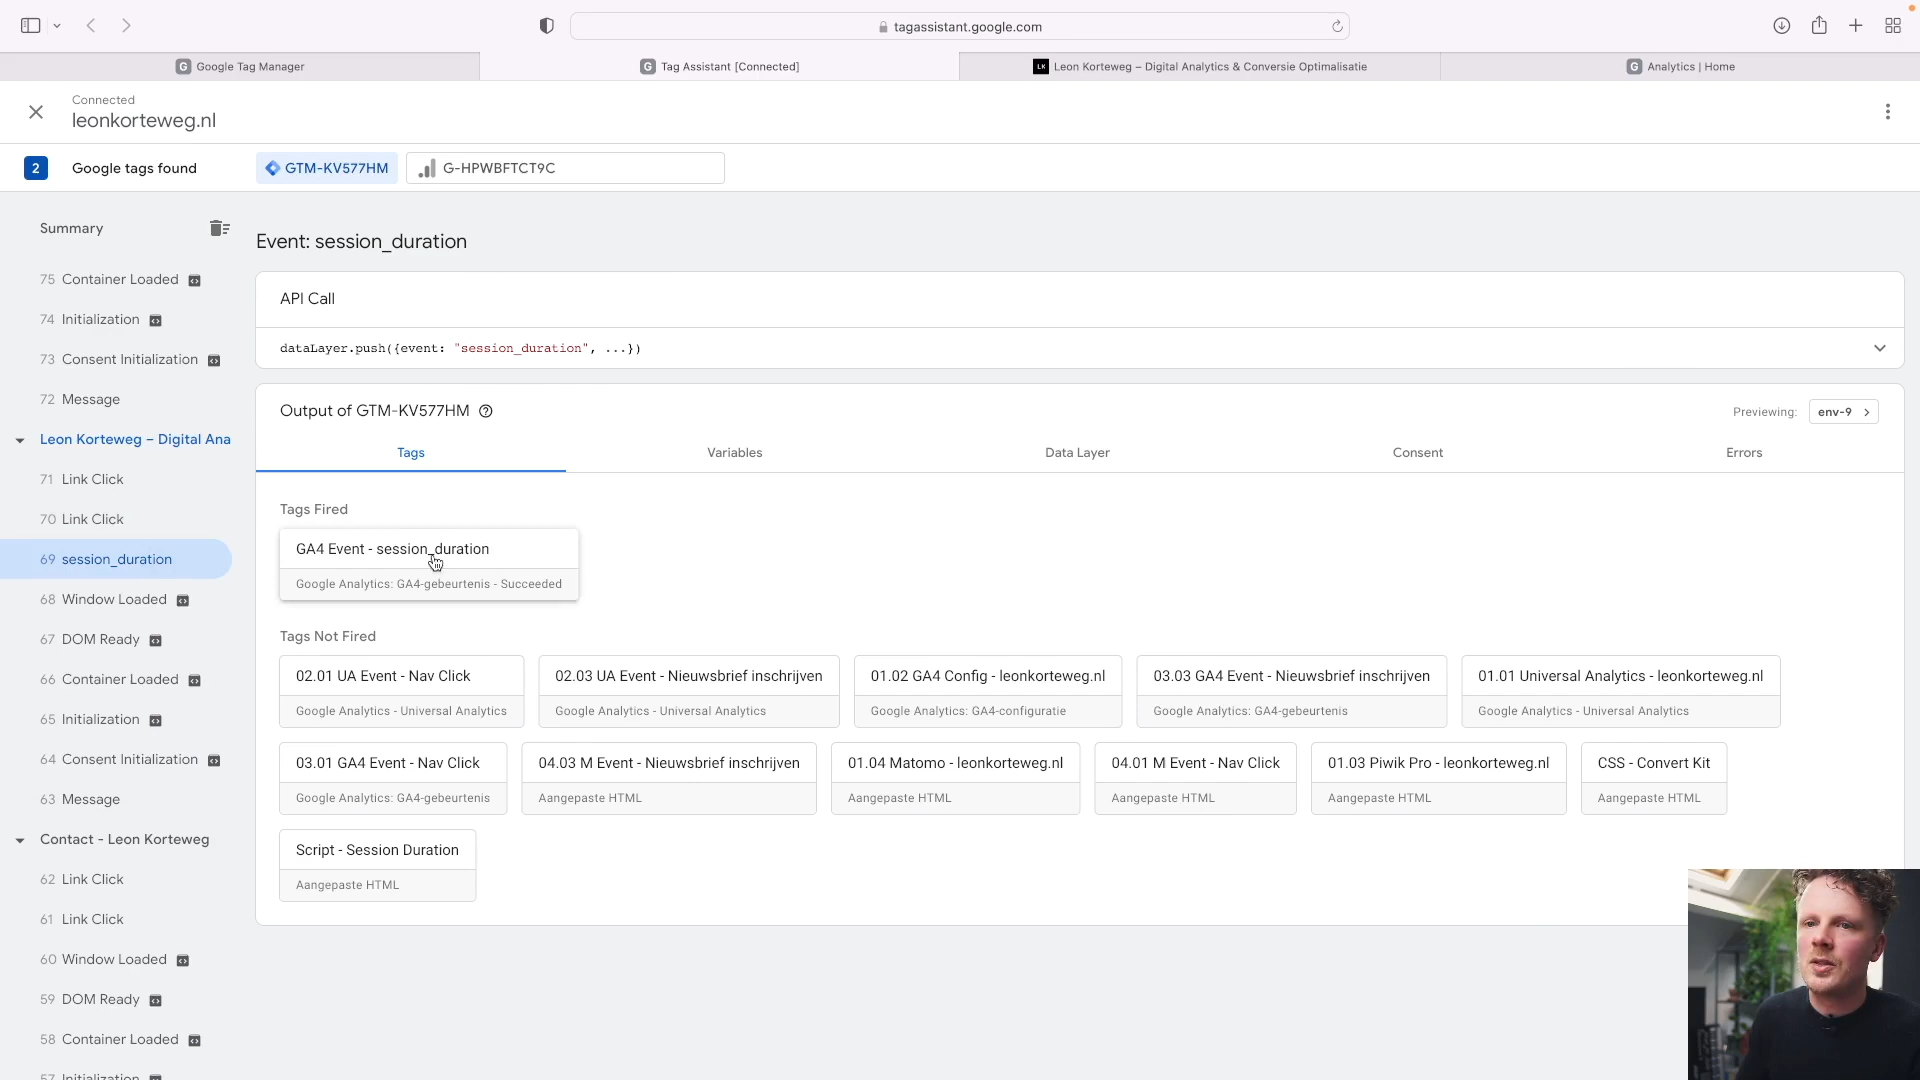 tagassistant.google.com
Google Tag Manager
Tag Assistant [Connected]
LK
Leon Korteweg – Digital Analytics & Conversie Optimalisatie
Analytics | Home
Connected
leonkorteweg.nl
2
Google tags found
GTM-KV577HM
G-HPWBFTCT9C
Summary
75 Container Loaded
74 Initialization
73 Consent Initialization
72 Message
Leon Korteweg – Digital Ana
71 Link Click
70 Link Click
69 session_duration
68 Window Loaded
67 DOM Ready
66 Container Loaded
65 Initialization
64 Consent Initialization
63 Message
Contact - Leon Korteweg
62 Link Click
61 Link Click
60 Window Loaded
59 DOM Ready
58 Container Loaded
57 Initialization
Event: session_duration
API Call
dataLayer.push({event: "session_duration", ...})
Output of GTM-KV577HM
Previewing: env-9
Tags
Variables
Data Layer
Consent
Errors
Tags Fired
GA4 Event - session_duration
Google Analytics: GA4-gebeurtenis - Succeeded
Tags Not Fired
02.01 UA Event - Nav Click
Google Analytics - Universal Analytics
02.03 UA Event - Nieuwsbrief inschrijven
Google Analytics - Universal Analytics
01.02 GA4 Config - leonkorteweg.nl
Google Analytics: GA4-configuratie
03.03 GA4 Event - Nieuwsbrief inschrijven
Google Analytics: GA4-gebeurtenis
01.01 Universal Analytics - leonkorteweg.nl
Google Analytics - Universal Analytics
03.01 GA4 Event - Nav Click
Google Analytics: GA4-gebeurtenis
04.03 M Event - Nieuwsbrief inschrijven
Aangepaste HTML
01.04 Matomo - leonkorteweg.nl
Aangepaste HTML
04.01 M Event - Nav Click
Aangepaste HTML
01.03 Piwik Pro - leonkorteweg.nl
Aangepaste HTML
CSS - Convert Kit
Aangepaste HTML
Script - Session Duration
Aangepaste HTML